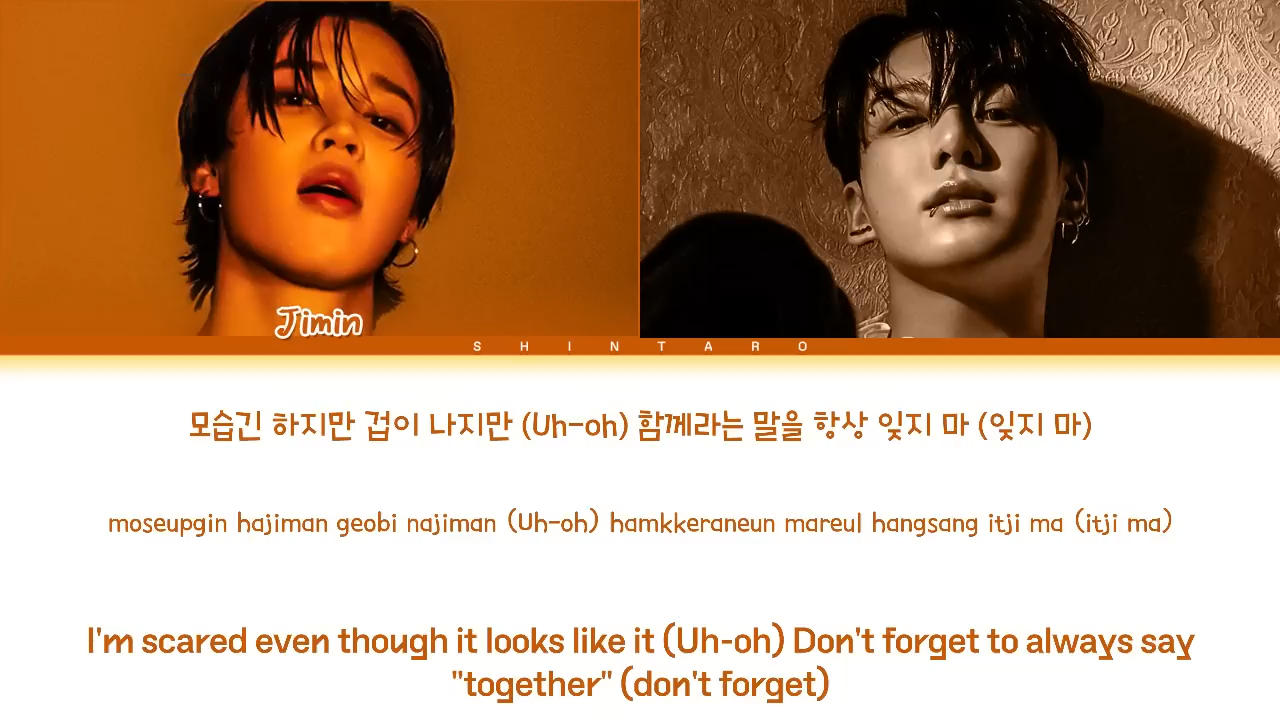 Jimin
SHINTARO
모습긴 하지만 겁이 나지만 (Uh-oh) 함께라는 말을 항상 잊지 마 (잊지 마)
moseupgin hajiman geobi najiman (Uh-oh) hamkkeraneun mareul hangsang itji ma (itji ma)
I'm scared even though it looks like it (Uh-oh) Don't forget to always say
"together" (don't forget)